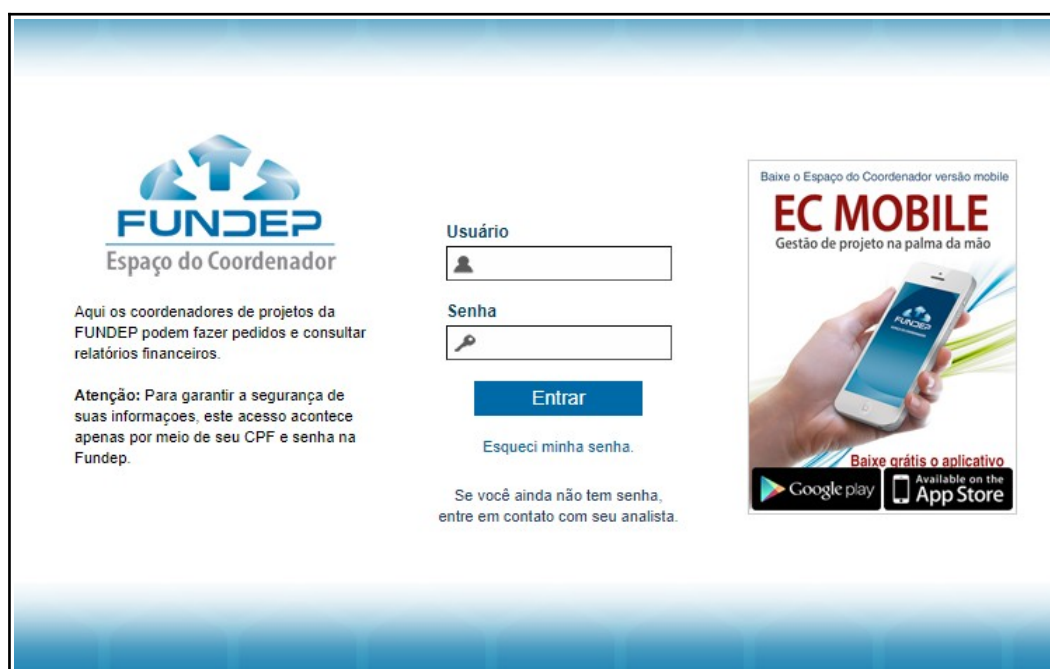 FUNDEP
Espaço do Coordenador
Aqui os coordenadores de projetos da
FUNDEP podem fazer pedidos e consultar
relatórios financeiros.
Atenção: Para garantir a segurança de
suas informaçoes, este acesso acontece
apenas por meio de seu CPF e senha na
Fundep.
Usuário
Senha
Entrar
Esqueci minha senha.
Se você ainda não tem senha,
entre em contato com seu analista.
Baixe o Espaço do Coordenador versão mobile
EC MOBILE
Gestão de projeto na palma da mão
FUNDEP
Baixe grátis o aplicativo
Google play
Available on the
App Store